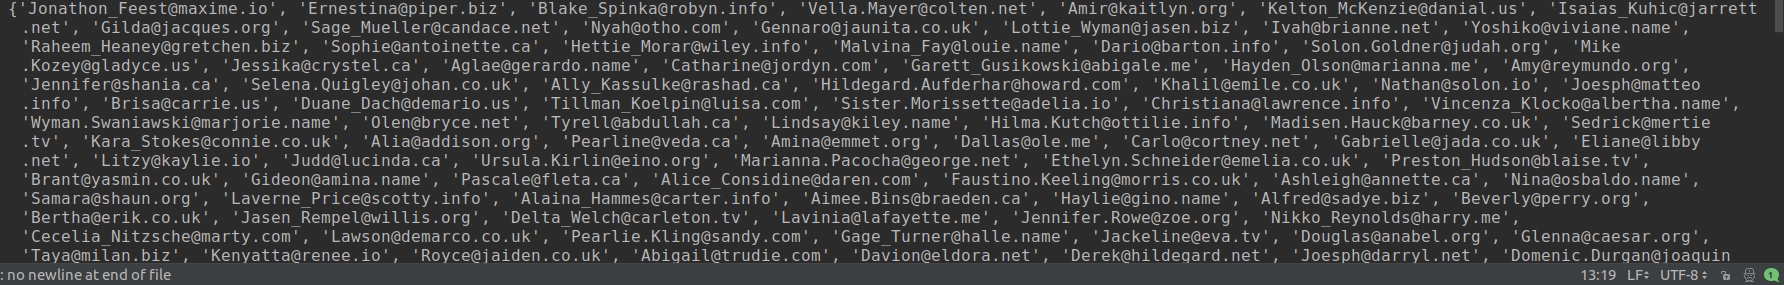 {'Jonathon_Feest@maxime.io', 'Ernestina@piper.biz', 'Blake_Spinka@robyn.info', 'Vella.Mayer@colten.net', 'Amir@kaitlyn.org', 'Kelton_McKenzie@danial.us', 'Isaias_Kuhic@jarrett
.net', 'Gilda@jacques.org', 'Sage_Mueller@candace.net', 'Nyah@otho.com', 'Gennaro@jaunita.co.uk', 'Lottie_Wyman@jasen.biz', 'Ivah@brianne.net', 'Yoshiko@viviane.name',
'Raheem_Heaney@gretchen.biz', 'Sophie@antoinette.ca', 'Hettie_Morar@wiley.info', 'Malvina_Fay@louie.name', 'Dario@barton.info', 'Solon.Goldner@judah.org', 'Mike
.Kozey@gladyce.us', 'Jessika@crystel.ca', 'Aglae@gerardo.name', 'Catharine@jordyn.com', 'Garett_Gusikowski@abigale.me', 'Hayden_Olson@marianna.me', 'Amy@reymundo.org',
'Jennifer@shania.ca', 'Selena.Quigley@johan.co.uk', 'Ally_Kassulke@rashad.ca', 'Hildegard.Aufderhar@howard.com', 'Khalil@emile.co.uk', 'Nathan@solon.io', 'Joesph@matteo
.info', 'Brisa@carrie.us', 'Duane_Dach@demario.us', 'Tillman_Koelpin@luisa.com', 'Sister.Morissette@adelia.io', 'Christiana@lawrence.info', 'Vincenza_Klocko@albertha.name',
'Wyman.Swaniawski@marjorie.name', 'Olen@bryce.net', 'Tyrell@abdullah.ca', 'Lindsay@kiley.name', 'Hilma.Kutch@ottilie.info', 'Madisen.Hauck@barney.co.uk', 'Sedrick@mertie
.tv', 'Kara_Stokes@connie.co.uk', 'Alia@addison.org', 'Pearline@veda.ca', 'Amina@emmet.org', 'Dallas@ole.me', 'Carlo@cortney.net', 'Gabrielle@jada.co.uk', 'Eliane@libby
.net', 'Litzy@kaylie.io', 'Judd@lucinda.ca', 'Ursula.Kirlin@eino.org', 'Marianna.Pacocha@george.net', 'Ethelyn.Schneider@emelia.co.uk', 'Preston_Hudson@blaise.tv',
'Brant@yasmin.co.uk', 'Gideon@amina.name', 'Pascale@fleta.ca', 'Alice_Considine@daren.com', 'Faustino.Keeling@morris.co.uk', 'Ashleigh@annette.ca', 'Nina@osbaldo.name',
'Samara@shaun.org', 'Laverne_Price@scotty.info', 'Alaina_Hammes@carter.info', 'Aimee.Bins@braeden.ca', 'Haylie@gino.name', 'Alfred@sadye.biz', 'Beverly@perry.org',
'Bertha@erik.co.uk', 'Jasen_Rempel@willis.org', 'Delta_Welch@carleton.tv', 'Lavinia@lafayette.me', 'Jennifer.Rowe@zoe.org', 'Nikko_Reynolds@harry.me',
'Cecelia_Nitzsche@marty.com', 'Lawson@demarco.co.uk', 'Pearlie.Kling@sandy.com', 'Gage_Turner@halle.name', 'Jackeline@eva.tv', 'Douglas@anabel.org', 'Glenna@caesar.org',
'Taya@milan.biz', 'Kenyatta@renee.io', 'Royce@jaiden.co.uk', 'Abigail@trudie.com', 'Davion@eldora.net', 'Derek@hildegard.net', 'Joesph@darryl.net', 'Domenic.Durgan@joaquin
: no newline at end of file 13:19 LF UTF-8 1